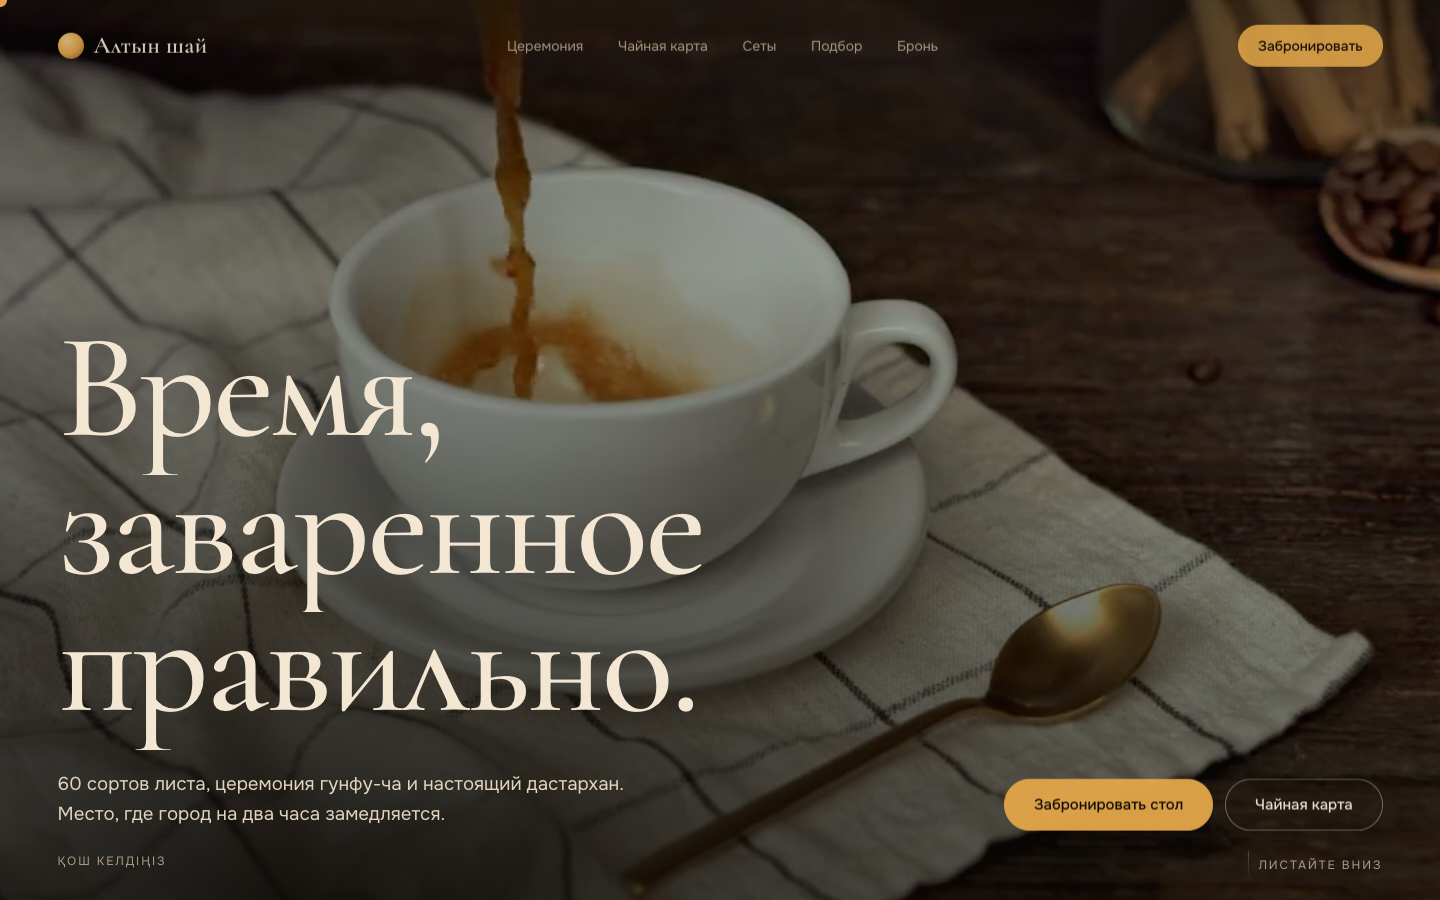 Алтын шай
Церемония
Чайная карта
Сеты
Подбор
Бронь
Забронировать
Время,
заваренное
правильно.
60 сортов листа, церемония гунфу-ча и настоящий дастархан.
Место, где город на два часа замедляется.
Забронировать стол
Чайная карта
ҚОШ КЕЛДІҢІЗ
ЛИСТАЙТЕ ВНИЗ